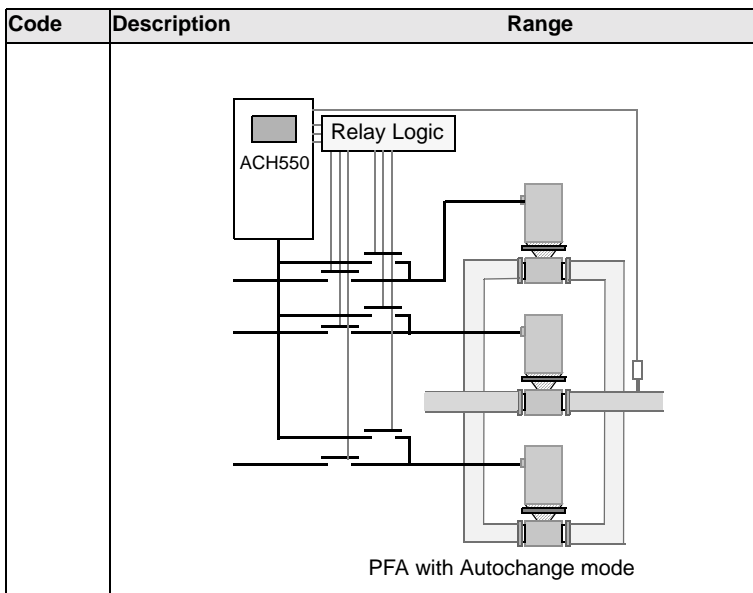 Code Description Range
Relay Logic
ACH550
PFA with Autochange mode